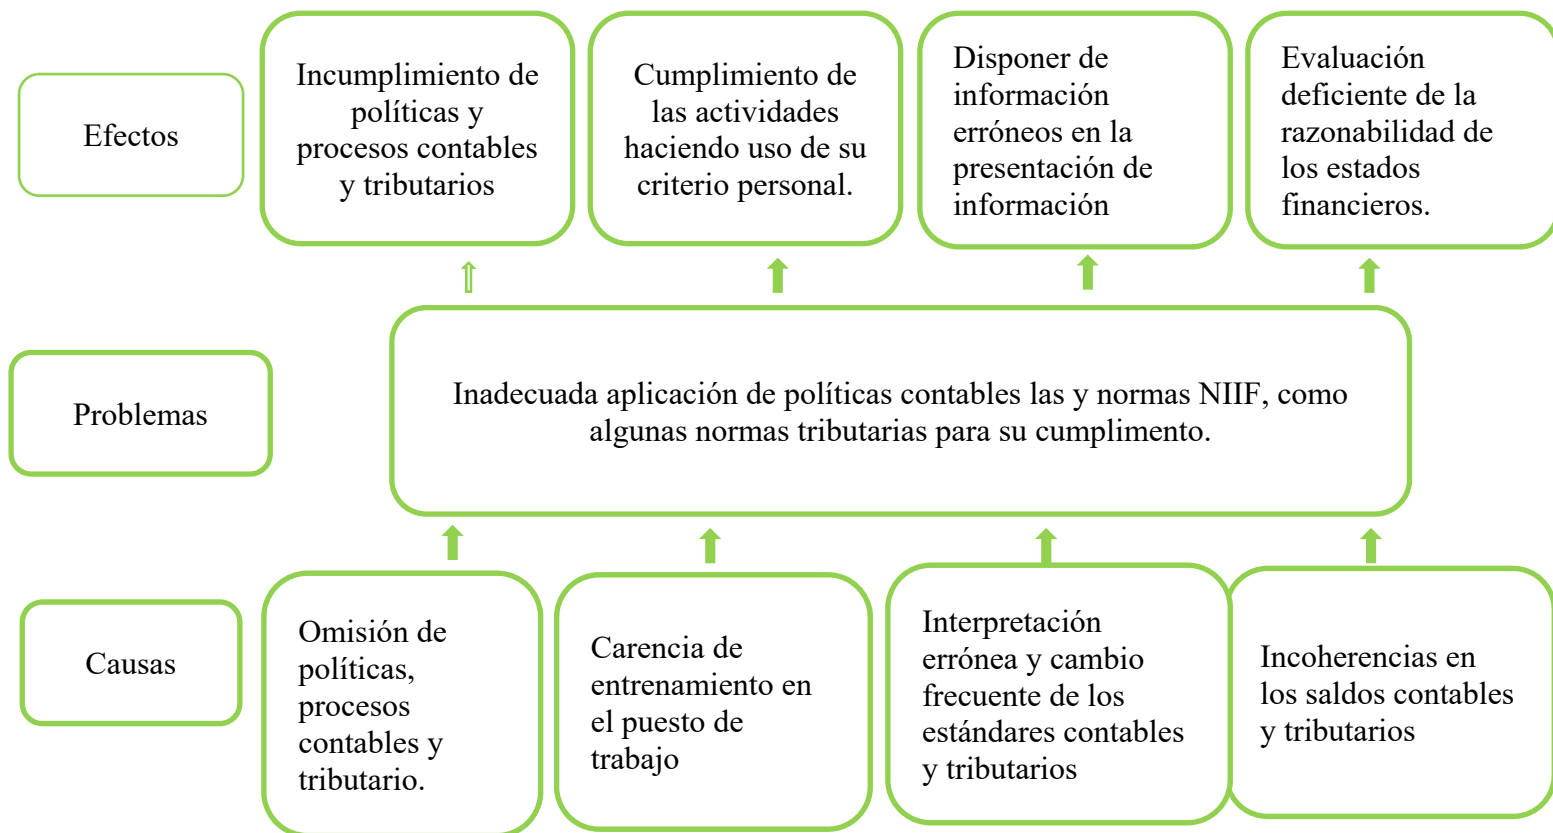 Efectos
Incumplimiento de
políticas y
procesos contables
y tributarios
Cumplimiento de
las actividades
haciendo uso de su
criterio personal.
Disponer de
información
erróneos en la
presentación de
información
Evaluación
deficiente de la
razonabilidad de
los estados
financieros.
Problemas
Inadecuada aplicación de políticas contables las y normas NIIF, como
algunas normas tributarias para su cumplimento.
Causas
Omisión de
políticas,
procesos
contables y
tributario.
Carencia de
entrenamiento en
el puesto de
trabajo
Interpretación
errónea y cambio
frecuente de los
estándares contables
y tributarios
Incoherencias en
los saldos contables
y tributarios